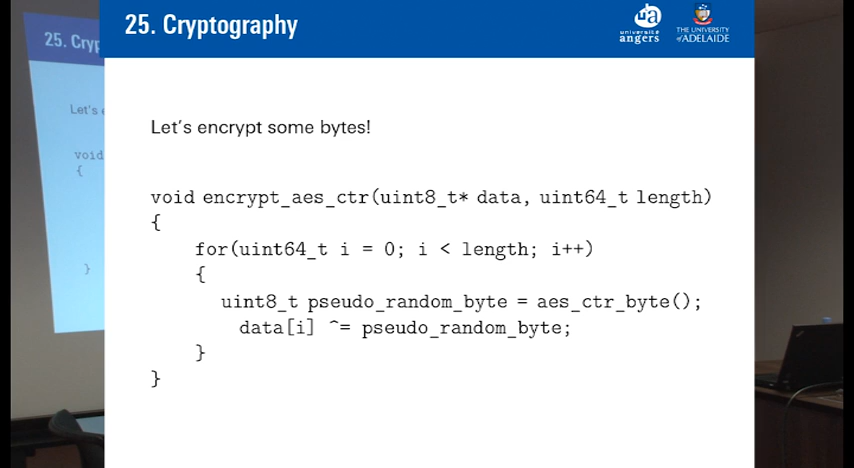 25. Cryptography
université
angers
THE UNIVERSITY
of ADELAIDE
25. Cryp
Let's
void
{
}
Let's encrypt some bytes!
void encrypt_aes_ctr(uint8_t* data, uint64_t length)
{
for(uint64_t i = 0; i < length; i++)
{
uint8_t pseudo_random_byte = aes_ctr_byte();
data[i] ^= pseudo_random_byte;
}
}